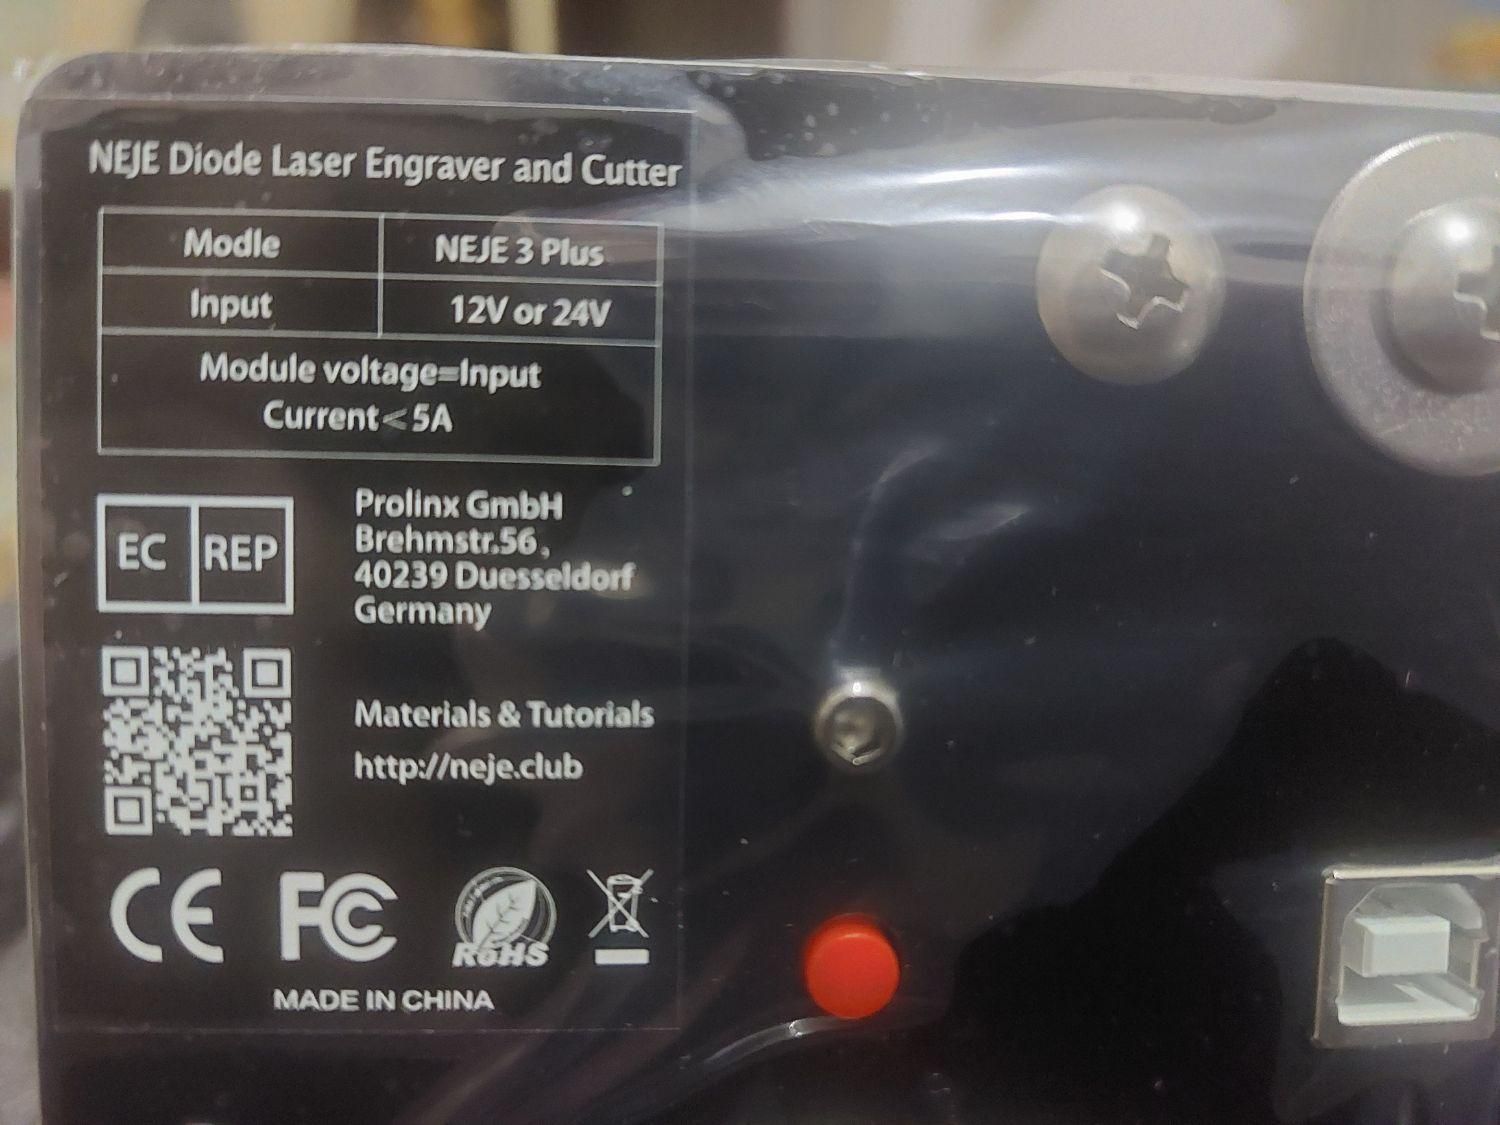 NEJE Diode Laser Engraver and Cutter
Modle NEJE 3 Plus
Input 12V or 24V
Module voltage=Input
Current<5A
EC REP
Prolinx GmbH
Brehmstr.56,
40239 Duesseldorf
Germany
Materials & Tutorials
http://neje.club
CE FC RoHS
MADE IN CHINA